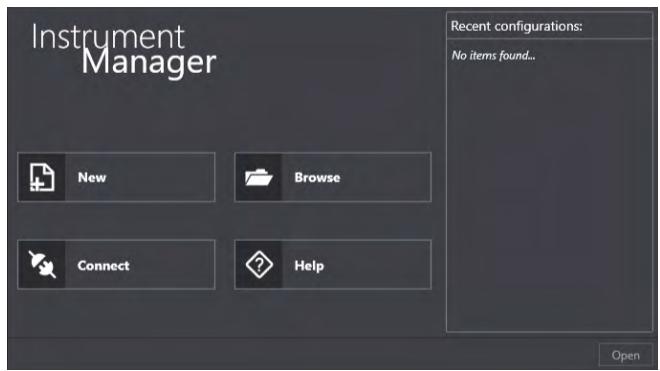 Instrument
Manager
Recent configurations:
No items found...
New
Browse
Connect
Help
Open